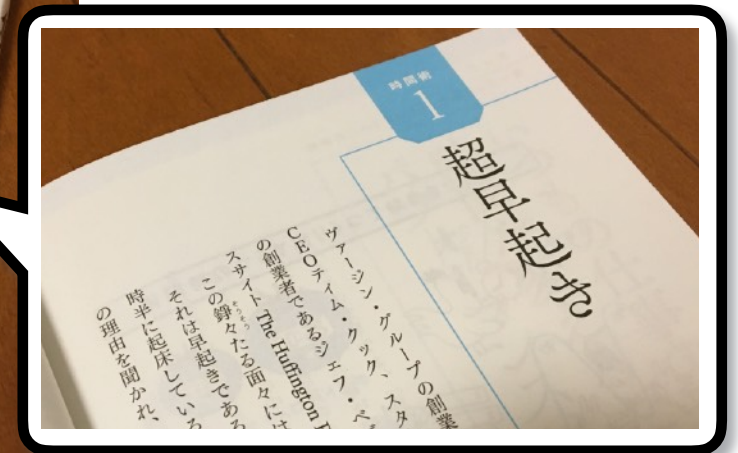 時間術
1
超早起き
ヴァージン・グループの創業
CEOティム・クック、スタ
の創業者であるジェフ・ベ
スサイト The Huffington
この錚々たる面々には
そうそう
それは早起きである
時半に起床している
の理由を聞かれ、